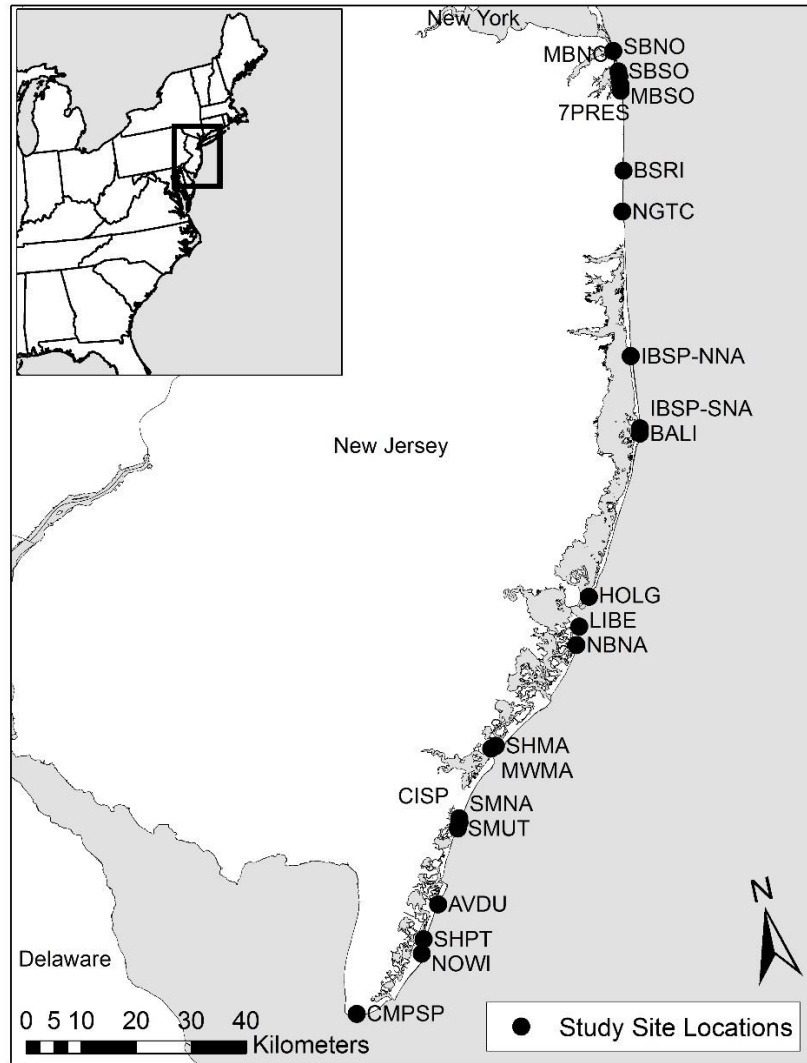 New York
MBNO SBNO
SBSO
MBSO
7PRES
BSRI
NGTC
IBSP-NNA
IBSP-SNA
BALI
New Jersey
HOLG
LIBE
NBNA
SHMA
MWMA
CISP
SMNA
SMUT
AVDU
SHPT
NOWI
Delaware
CMPSP
N
0 5 10 20 30 40
Kilometers
Study Site Locations